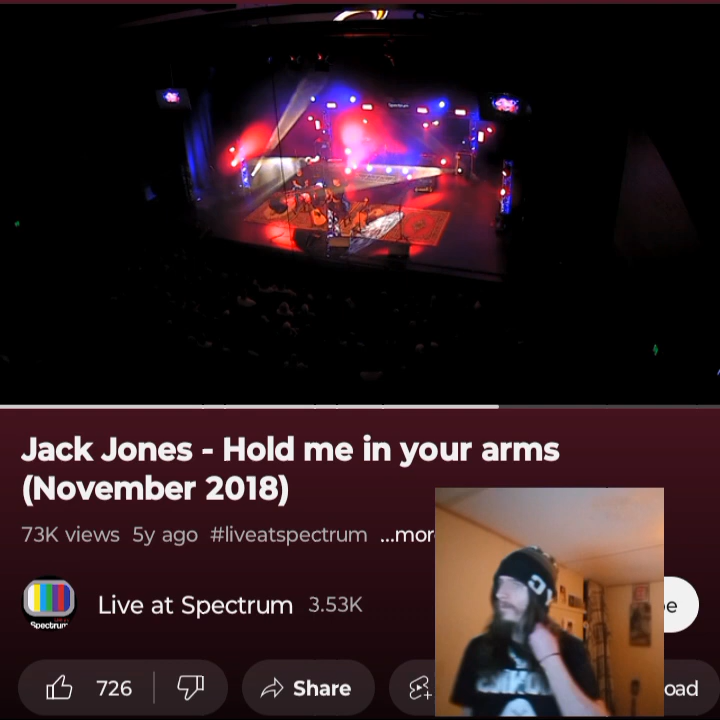 Jack Jones - Hold me in your arms
(November 2018)
73K views 5y ago #liveatspectrum ...mor
Spectrum
Live at Spectrum 3.53K
e
726 Share oad